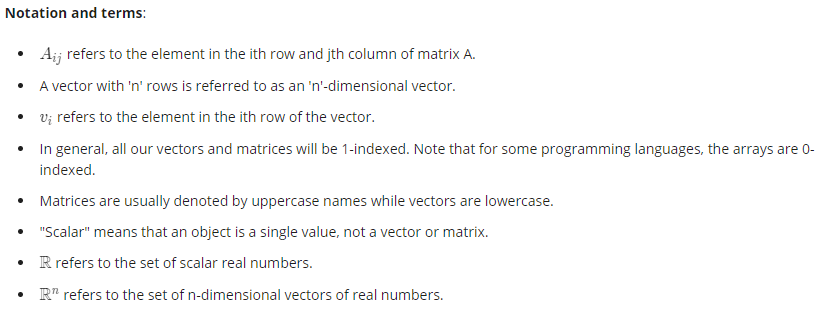 Notation and terms:
• A_{ij} refers to the element in the ith row and jth column of matrix A.
• A vector with 'n' rows is referred to as an 'n'-dimensional vector.
• v_i refers to the element in the ith row of the vector.
• In general, all our vectors and matrices will be 1-indexed. Note that for some programming languages, the arrays are 0-
indexed.
• Matrices are usually denoted by uppercase names while vectors are lowercase.
• "Scalar" means that an object is a single value, not a vector or matrix.
• ℝ refers to the set of scalar real numbers.
• ℝⁿ refers to the set of n-dimensional vectors of real numbers.